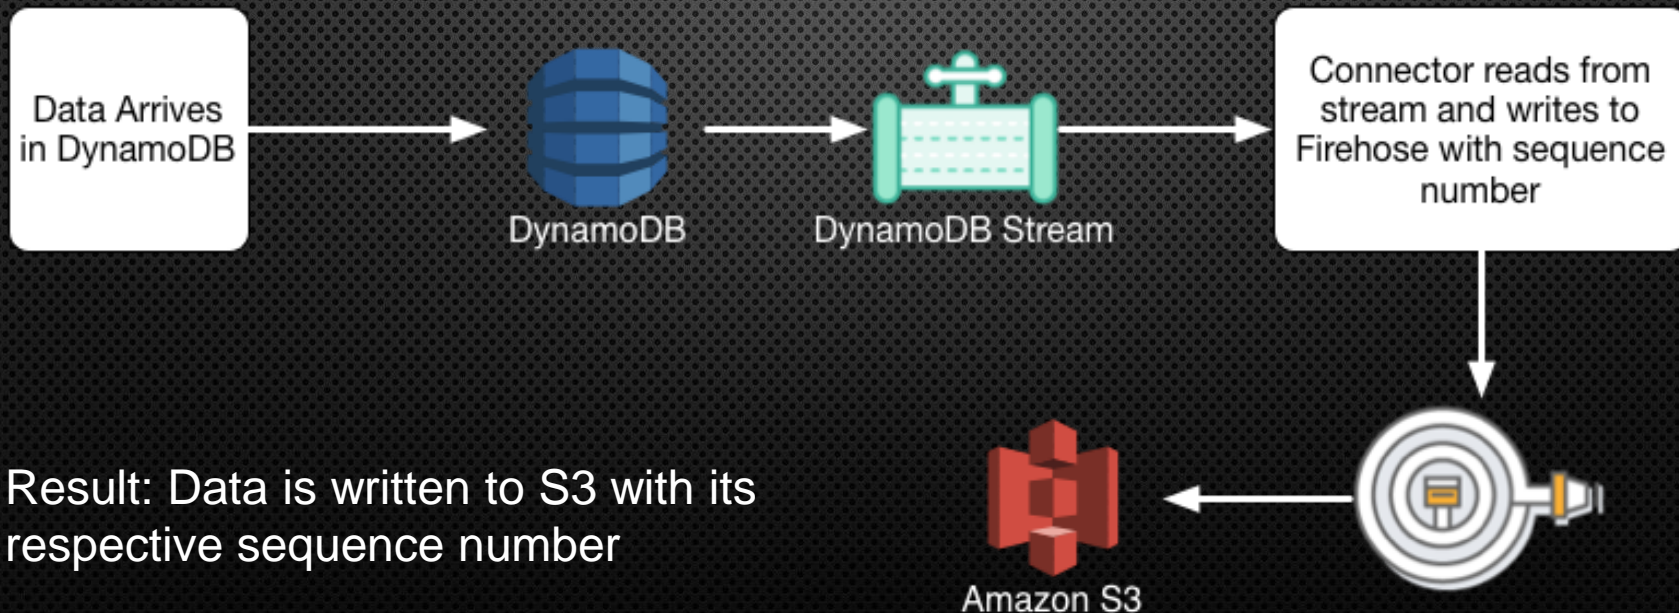 Data Arrives
in DynamoDB
DynamoDB
DynamoDB Stream
Connector reads from
stream and writes to
Firehose with sequence
number
Result: Data is written to S3 with its
respective sequence number
Amazon S3